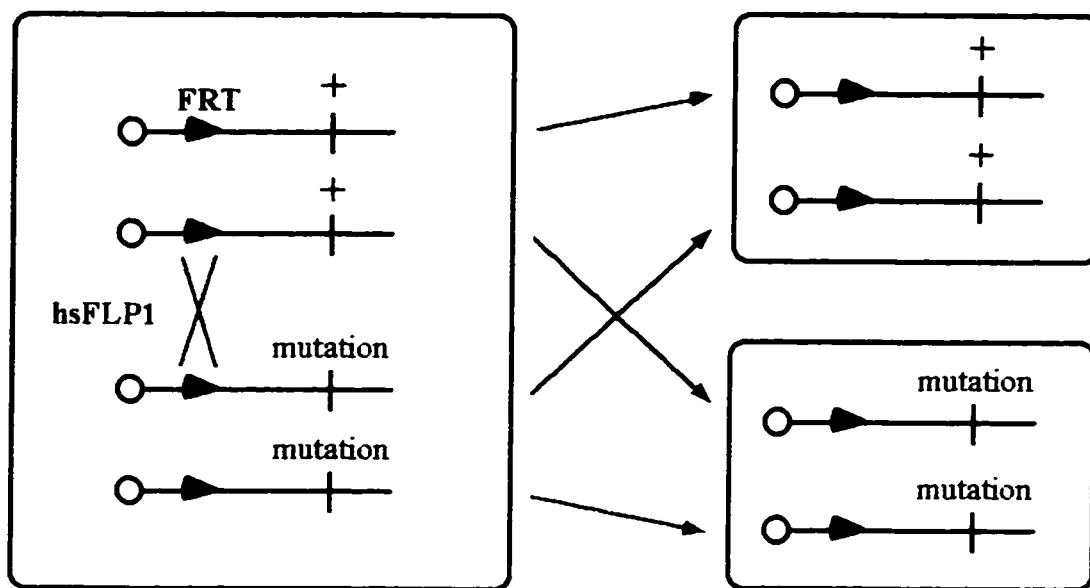 +
FRT
+
hsFLP1
mutation
mutation
+
+
mutation
mutation